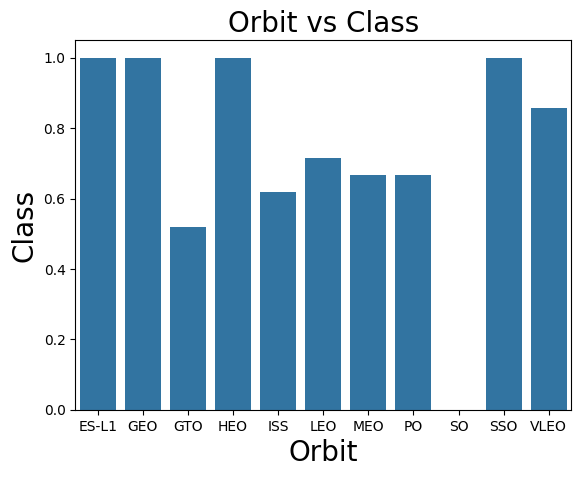 Orbit vs Class
Class
1.0
0.8
0.6
0.4
0.2
0.0
ES-L1 GEO GTO HEO ISS LEO MEO PO SO SSO VLEO
Orbit